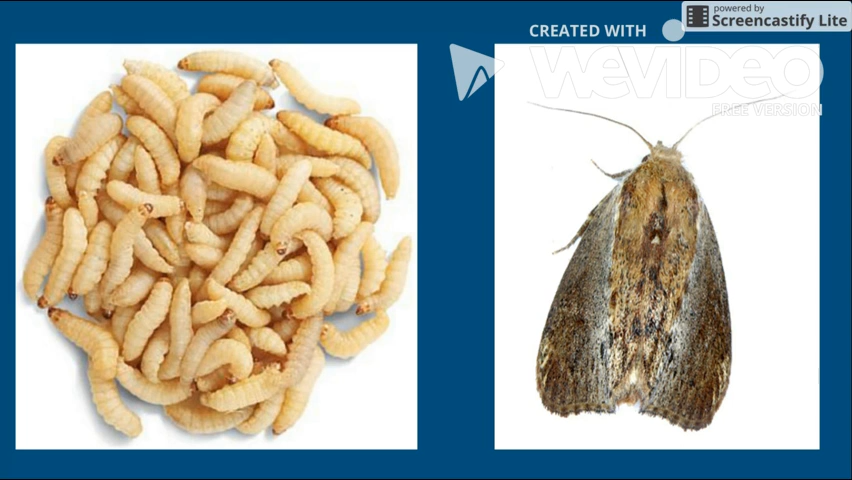 powered by
Screencastify Lite
CREATED WITH
WeVideo
FREE VERSION